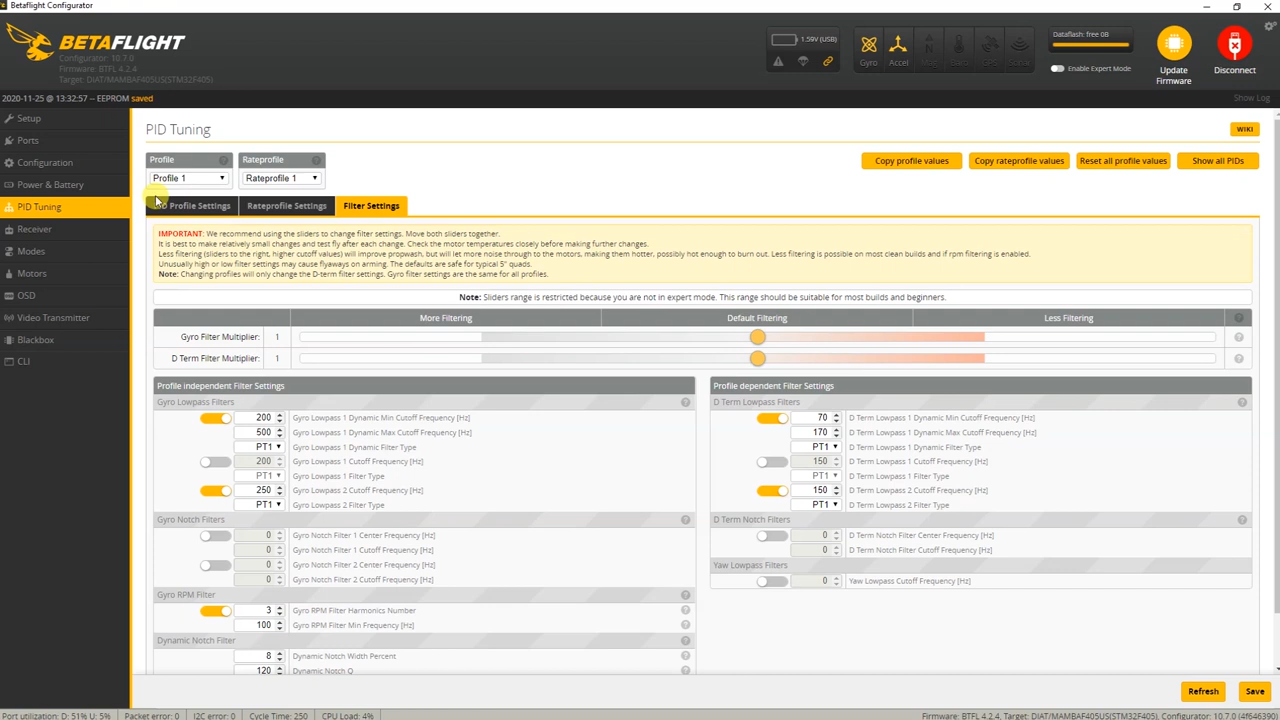 Betaflight Configurator
BETAFLIGHT
Configurator: 10.7.0
Firmware: BTFL 4.2.4
Target: DIAT/MAMBAF405US(STM32F405)
1.59V (USB)
Gyro
Accel
Mag
Baro
GPS
Sonar
Dataflash: free 0B
Enable Expert Mode
Update Firmware
Disconnect
2020-11-25 @ 13:32:57 -- EEPROM saved
Show Log
Setup
Ports
Configuration
Power & Battery
PID Tuning
Receiver
Modes
Motors
OSD
Video Transmitter
Blackbox
CLI
PID Tuning
WIKI
Profile
Rateprofile
Profile 1
Rateprofile 1
Copy profile values
Copy rateprofile values
Reset all profile values
Show all PIDs
Profile Settings
Rateprofile Settings
Filter Settings
IMPORTANT: We recommend using the sliders to change filter settings. Move both sliders together.
It is best to make relatively small changes and test fly after each change. Check the motor temperatures closely before making further changes.
Less filtering (sliders to the right, higher cutoff values) will improve propwash, but will let more noise through to the motors, making them hotter, possibly hot enough to burn out. Less filtering is possible on most clean builds and if rpm filtering is enabled.
Unusually high or low filter settings may cause flyaways on arming. The defaults are safe for typical 5" quads.
Note: Changing profiles will only change the D-term filter settings. Gyro filter settings are the same for all profiles.
Note: Sliders range is restricted because you are not in expert mode. This range should be suitable for most builds and beginners.
More Filtering
Default Filtering
Less Filtering
Gyro Filter Multiplier: 1
D Term Filter Multiplier: 1
Profile independent Filter Settings
Gyro Lowpass Filters
200 Gyro Lowpass 1 Dynamic Min Cutoff Frequency [Hz]
500 Gyro Lowpass 1 Dynamic Max Cutoff Frequency [Hz]
PT1 Gyro Lowpass 1 Dynamic Filter Type
200 Gyro Lowpass 1 Cutoff Frequency [Hz]
PT1 Gyro Lowpass 1 Filter Type
250 Gyro Lowpass 2 Cutoff Frequency [Hz]
PT1 Gyro Lowpass 2 Filter Type
Gyro Notch Filters
0 Gyro Notch Filter 1 Center Frequency [Hz]
0 Gyro Notch Filter 1 Cutoff Frequency [Hz]
0 Gyro Notch Filter 2 Center Frequency [Hz]
0 Gyro Notch Filter 2 Cutoff Frequency [Hz]
Gyro RPM Filter
3 Gyro RPM Filter Harmonics Number
100 Gyro RPM Filter Min Frequency [Hz]
Dynamic Notch Filter
8 Dynamic Notch Width Percent
120 Dynamic Notch Q
Profile dependent Filter Settings
D Term Lowpass Filters
70 D Term Lowpass 1 Dynamic Min Cutoff Frequency [Hz]
170 D Term Lowpass 1 Dynamic Max Cutoff Frequency [Hz]
PT1 D Term Lowpass 1 Dynamic Filter Type
150 D Term Lowpass 1 Cutoff Frequency [Hz]
PT1 D Term Lowpass 1 Filter Type
150 D Term Lowpass 2 Cutoff Frequency [Hz]
PT1 D Term Lowpass 2 Filter Type
D Term Notch Filters
0 D Term Notch Filter Center Frequency [Hz]
0 D Term Notch Filter Cutoff Frequency [Hz]
Yaw Lowpass Filters
0 Yaw Lowpass Cutoff Frequency [Hz]
Refresh
Save
Port utilization: D: 51% U: 5%
Packet error: 0
I2C error: 0
Cycle Time: 250
CPU Load: 4%
Firmware: BTFL 4.2.4, Target: DIAT/MAMBAF405US(STM32F405), Configurator: 10.7.0 (4f646390)